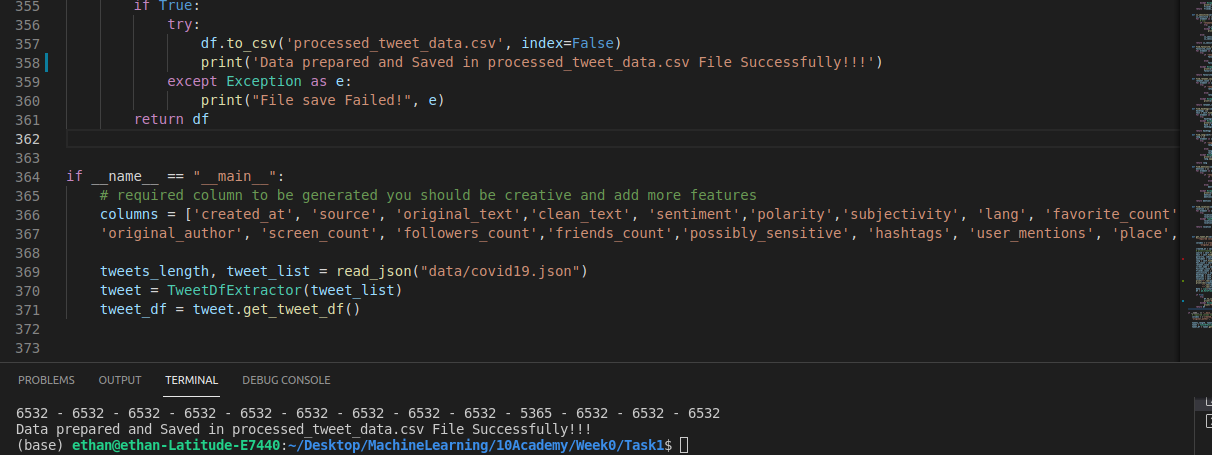 355 if True:
356 try:
357 df.to_csv('processed_tweet_data.csv', index=False)
358 print('Data prepared and Saved in processed_tweet_data.csv File Successfully!!!')
359 except Exception as e:
360 print("File save Failed!", e)
361 return df
362
363
364 if __name__ == "__main__":
365 # required column to be generated you should be creative and add more features
366 columns = ['created_at', 'source', 'original_text','clean_text', 'sentiment','polarity','subjectivity', 'lang', 'favorite_count'
367 'original_author', 'screen_count', 'followers_count','friends_count','possibly_sensitive', 'hashtags', 'user_mentions', 'place',
368
369 tweets_length, tweet_list = read_json("data/covid19.json")
370 tweet = TweetDfExtractor(tweet_list)
371 tweet_df = tweet.get_tweet_df()
372
373
PROBLEMS OUTPUT TERMINAL DEBUG CONSOLE
6532 - 6532 - 6532 - 6532 - 6532 - 6532 - 6532 - 6532 - 6532 - 5365 - 6532 - 6532 - 6532
Data prepared and Saved in processed_tweet_data.csv File Successfully!!!
(base) ethan@ethan-Latitude-E7440:~/Desktop/MachineLearning/10Academy/Week0/Task1$